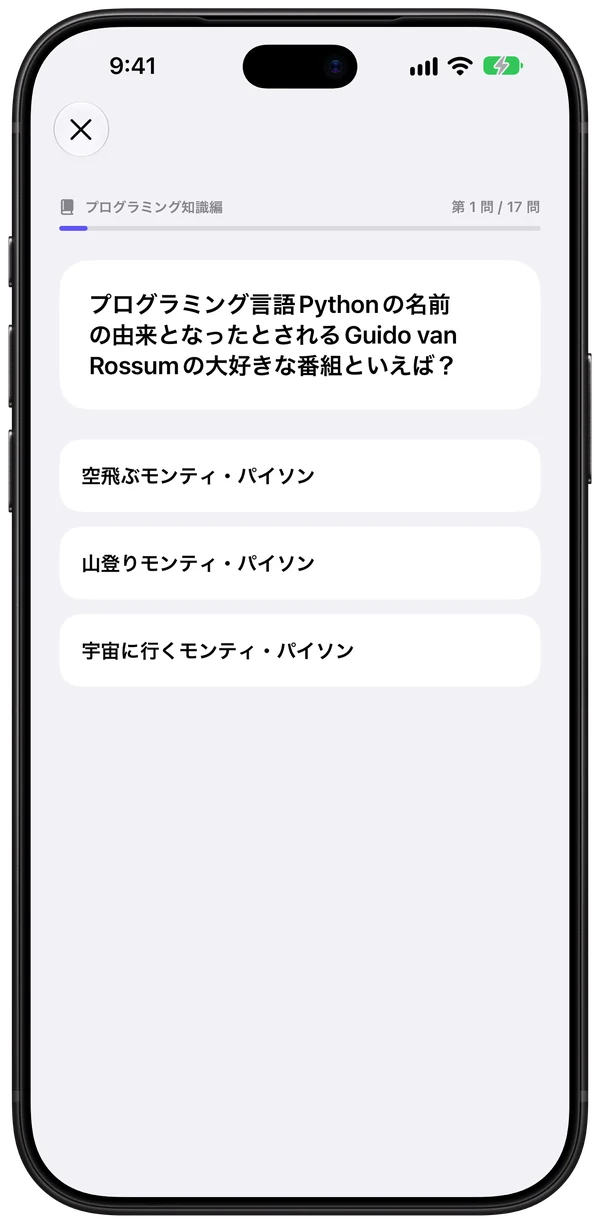 9:41
プログラミング知識編
第 1 問 / 17 問
プログラミング言語Pythonの名前
の由来となったとされるGuido van
Rossumの大好きな番組といえば？
空飛ぶモンティ・パイソン
山登りモンティ・パイソン
宇宙に行くモンティ・パイソン